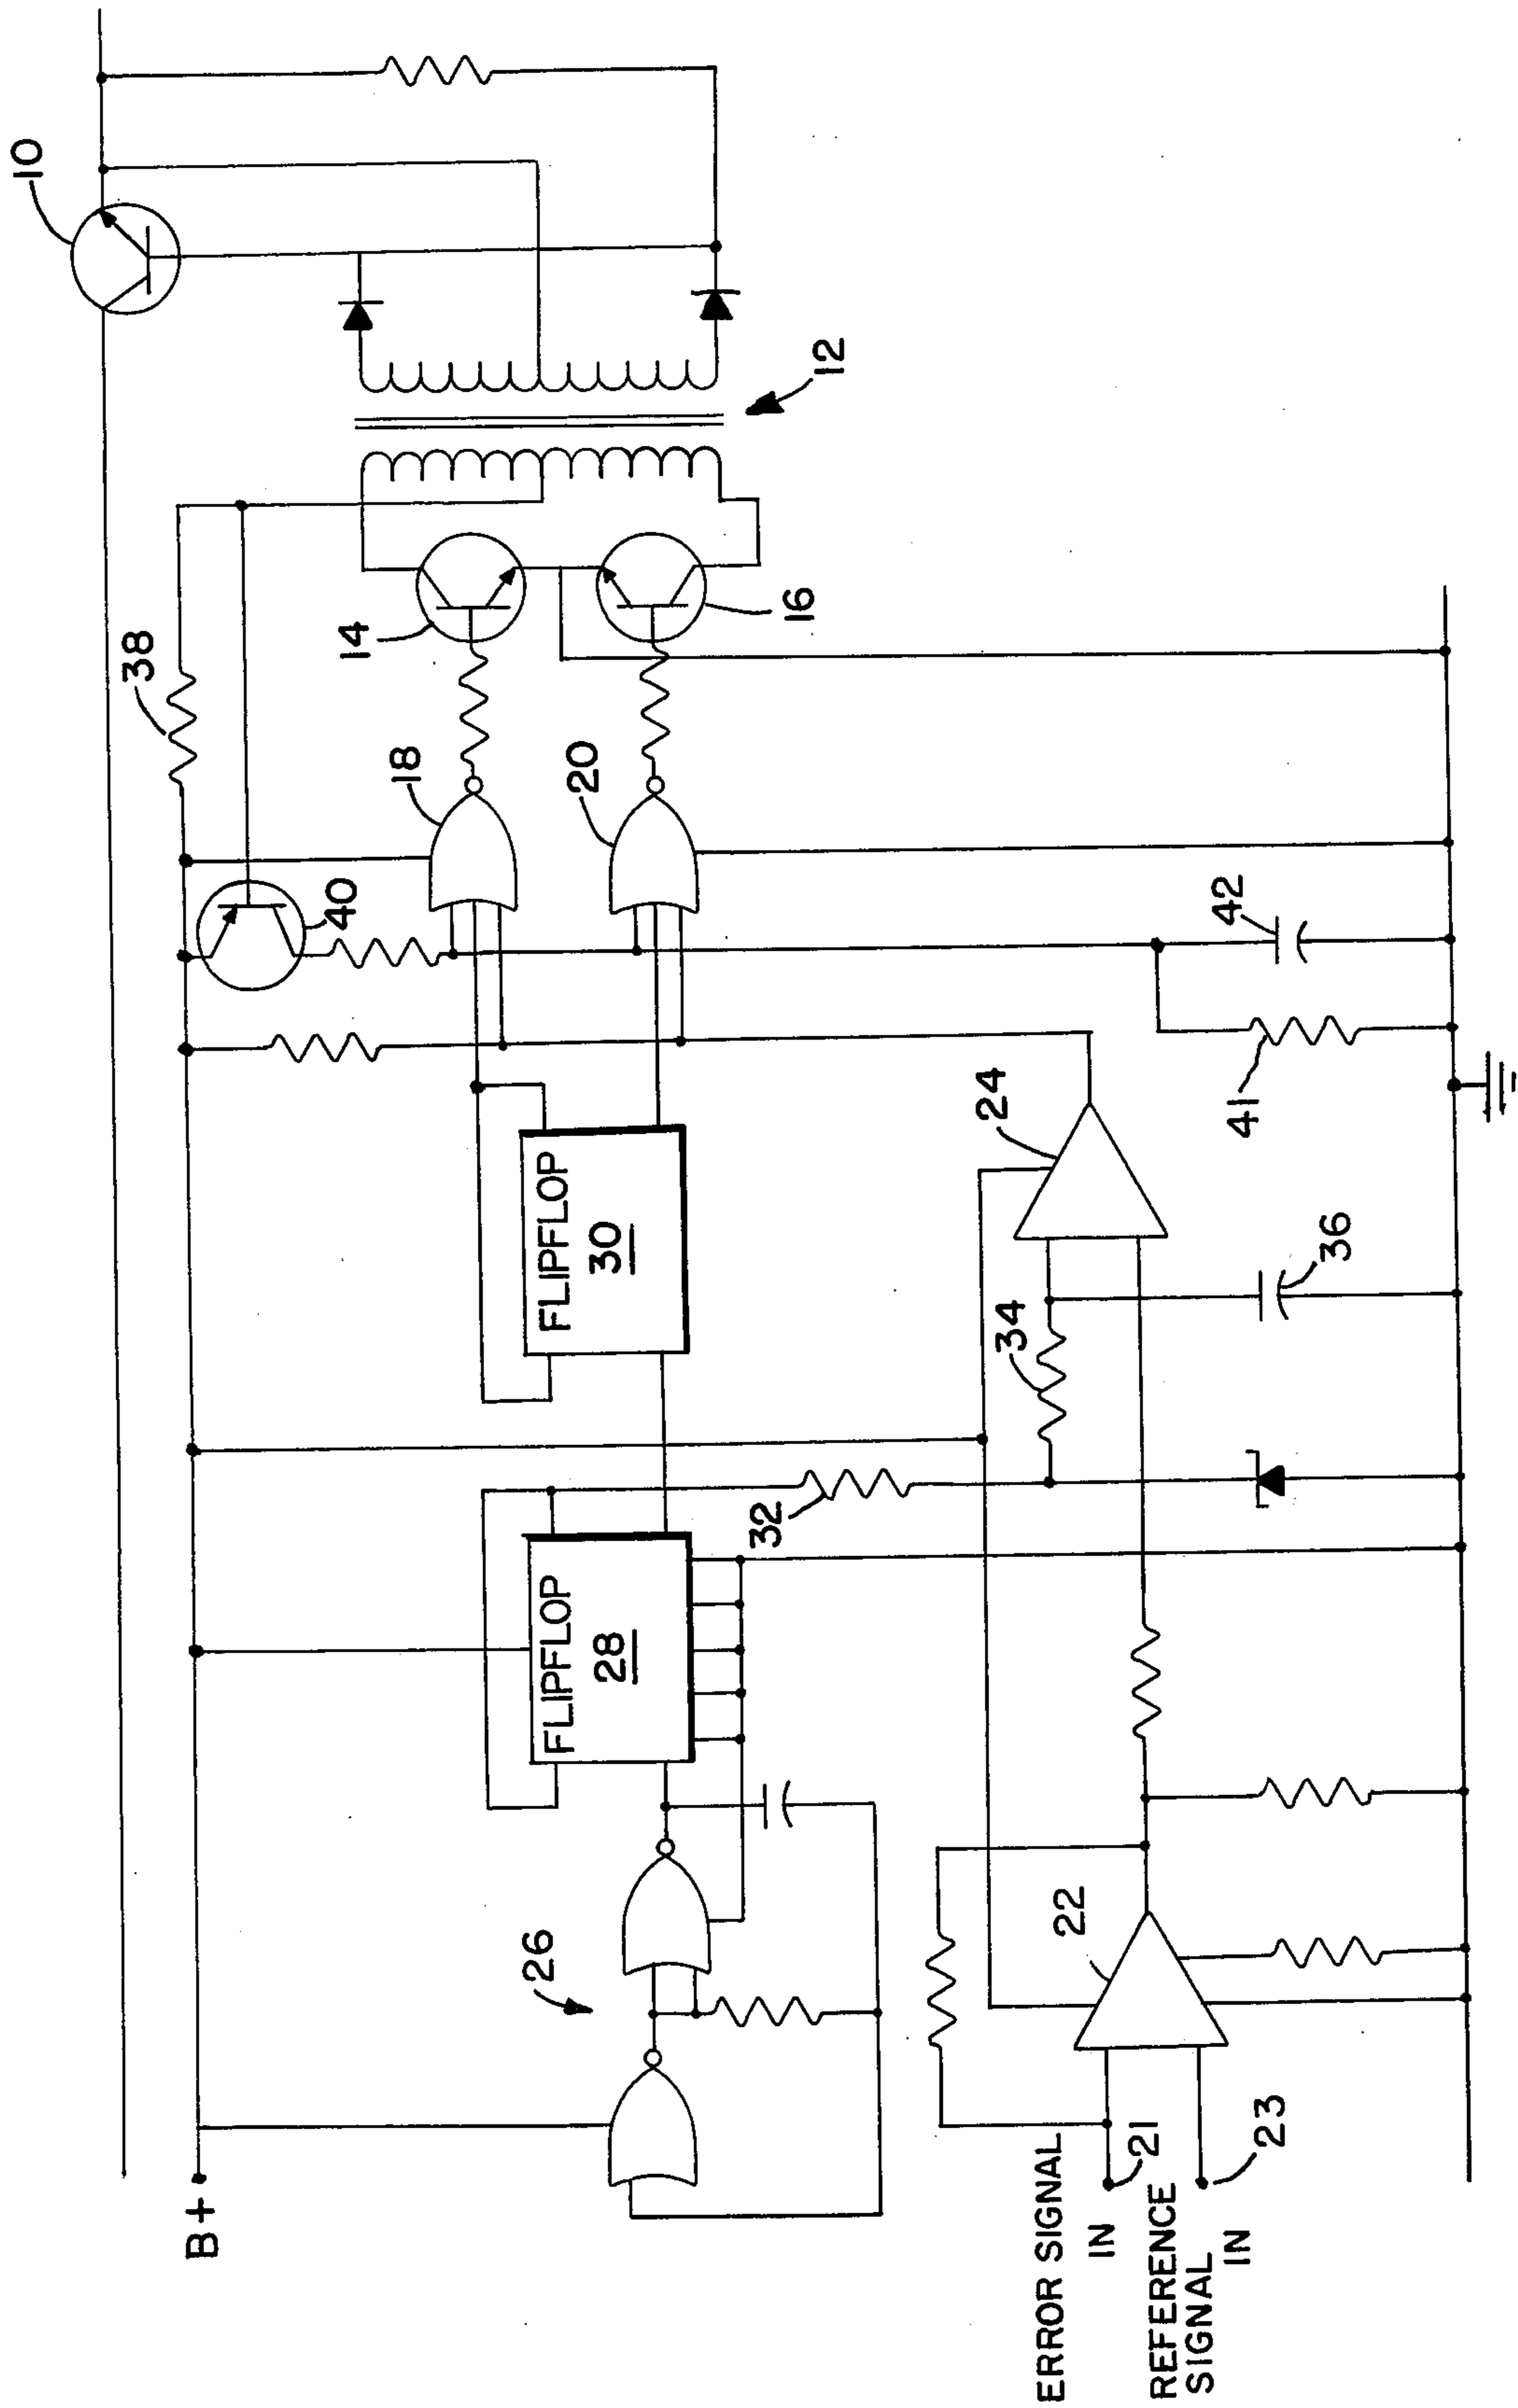 10
38
12
14
16
18
20
40
42
41
24
FLIPFLOP
30
34
36
32
FLIPFLOP
28
26
22
B+
ERROR SIGNAL
IN
21
REFERENCE
SIGNAL
IN
23